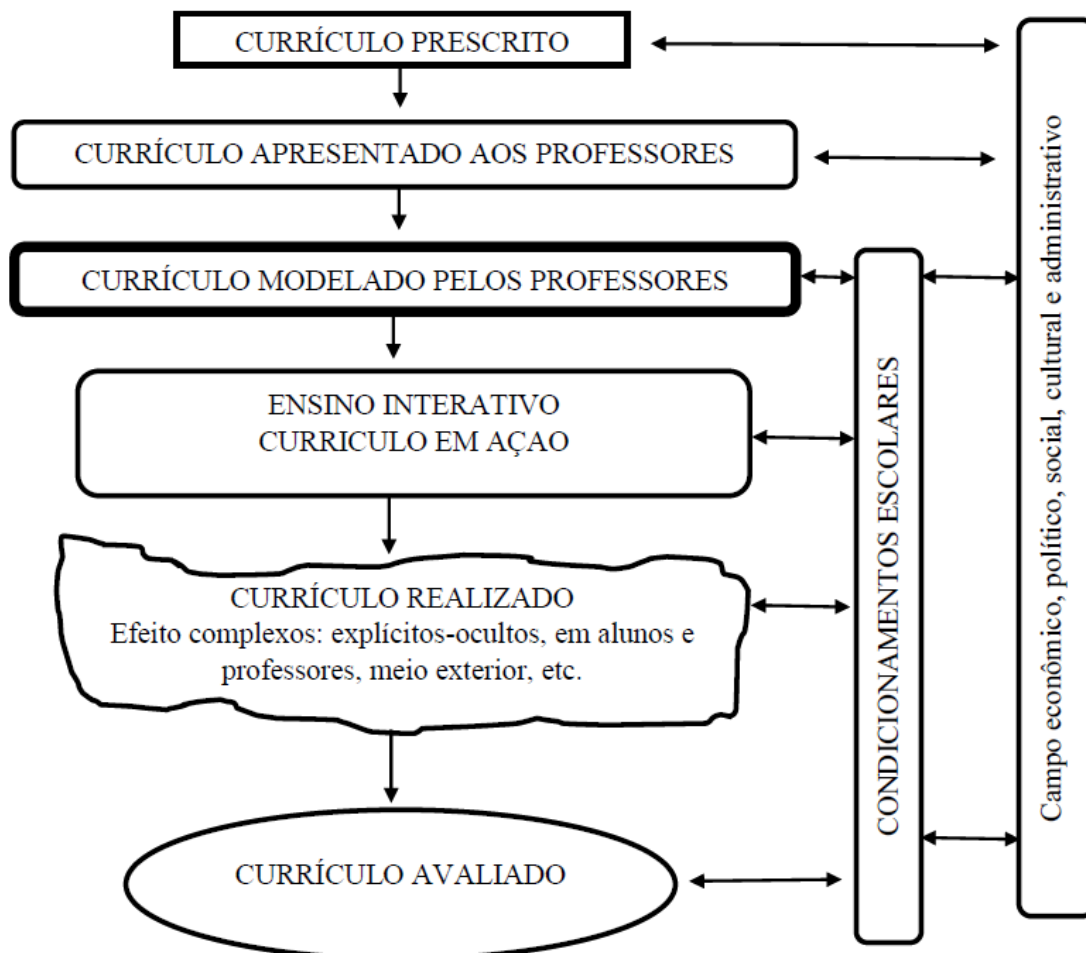 CURRÍCULO PRESCRITO
CURRÍCULO APRESENTADO AOS PROFESSORES
CURRÍCULO MODELADO PELOS PROFESSORES
ENSINO INTERATIVO
CURRICULO EM AÇAO
CURRÍCULO REALIZADO
Efeito complexos: explícitos-ocultos, em alunos e
professores, meio exterior, etc.
CURRÍCULO AVALIADO
CONDICIONAMENTOS ESCOLARES
Campo econômico, político, social, cultural e administrativo